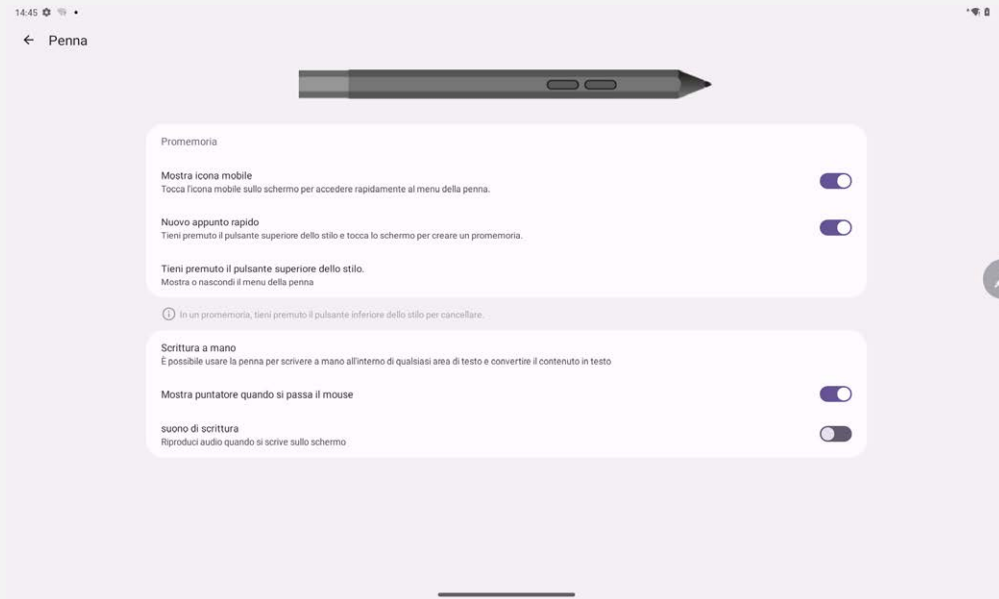 14:45
Penna
Promemoria
Mostra icona mobile
Tocca l'icona mobile sullo schermo per accedere rapidamente al menu della penna.
Nuovo appunto rapido
Tieni premuto il pulsante superiore dello stilo e tocca lo schermo per creare un promemoria.
Tieni premuto il pulsante superiore dello stilo.
Mostra o nascondi il menu della penna
In un promemoria, tieni premuto il pulsante inferiore dello stilo per cancellare.
Scrittura a mano
È possibile usare la penna per scrivere a mano all'interno di qualsiasi area di testo e convertire il contenuto in testo
Mostra puntatore quando si passa il mouse
suono di scrittura
Riproduci audio quando si scrive sullo schermo